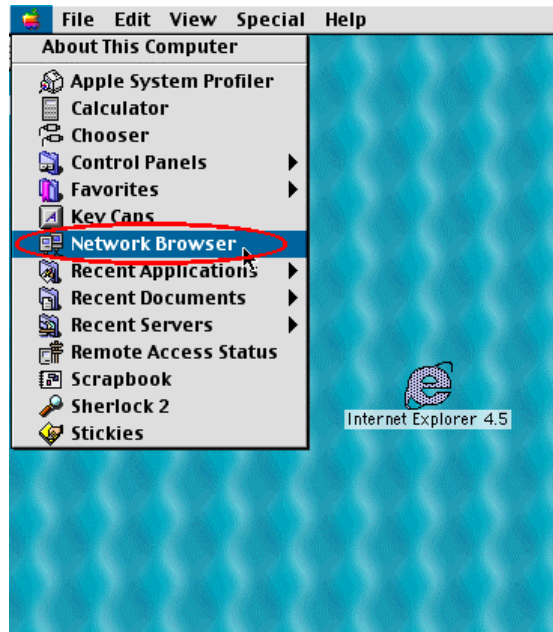 File Edit View Special Help
About This Computer
Apple System Profiler
Calculator
Chooser
Control Panels
Favorites
Key Caps
Network Browser
Recent Applications
Recent Documents
Recent Servers
Remote Access Status
Scrapbook
Sherlock 2
Stickies
Internet Explorer 4.5